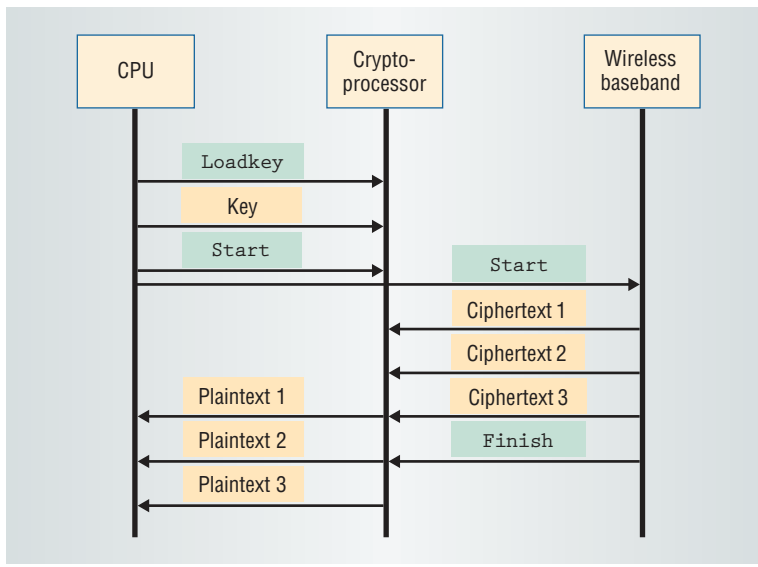 CPU
Crypto-
processor
Wireless
baseband
Loadkey
Key
Start
Start
Ciphertext 1
Ciphertext 2
Plaintext 1
Ciphertext 3
Plaintext 2
Finish
Plaintext 3